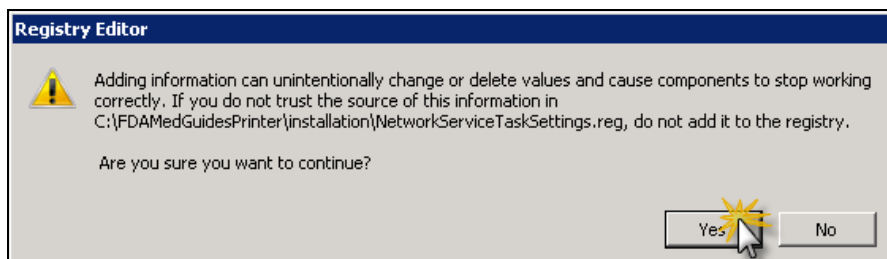 Registry Editor
Adding information can unintentionally change or delete values and cause components to stop working
correctly. If you do not trust the source of this information in
C:\FDAMedGuidesPrinter\installation\NetworkServiceTaskSettings.reg, do not add it to the registry.
Are you sure you want to continue?
Yes No